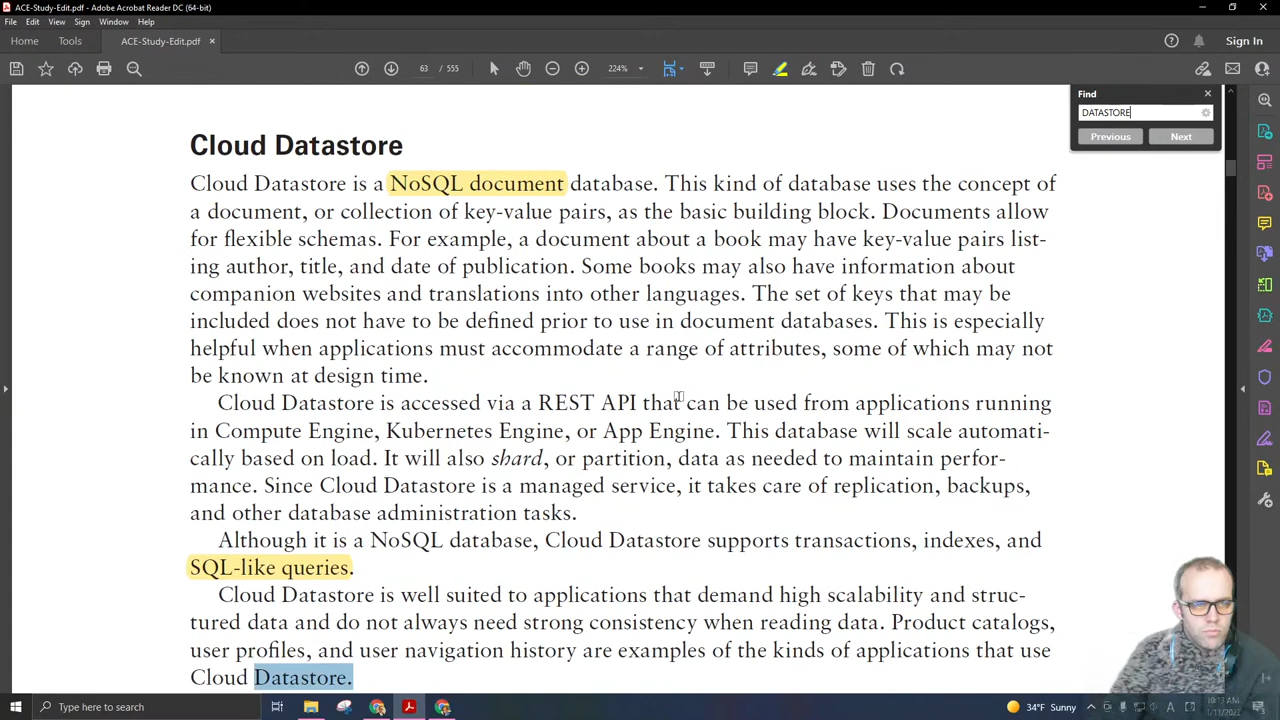 ACE-Study-Edit.pdf - Adobe Acrobat Reader DC (64-bit)
File Edit View Sign Window Help
Home Tools ACE-Study-Edit.pdf × Sign In
63 / 555 224%
Find
DATASTORE
Previous Next
Cloud Datastore
Cloud Datastore is a NoSQL document database. This kind of database uses the concept of
a document, or collection of key-value pairs, as the basic building block. Documents allow
for flexible schemas. For example, a document about a book may have key-value pairs list-
ing author, title, and date of publication. Some books may also have information about
companion websites and translations into other languages. The set of keys that may be
included does not have to be defined prior to use in document databases. This is especially
helpful when applications must accommodate a range of attributes, some of which may not
be known at design time.
Cloud Datastore is accessed via a REST API that can be used from applications running
in Compute Engine, Kubernetes Engine, or App Engine. This database will scale automati-
cally based on load. It will also shard, or partition, data as needed to maintain perfor-
mance. Since Cloud Datastore is a managed service, it takes care of replication, backups,
and other database administration tasks.
Although it is a NoSQL database, Cloud Datastore supports transactions, indexes, and
SQL-like queries.
Cloud Datastore is well suited to applications that demand high scalability and struc-
tured data and do not always need strong consistency when reading data. Product catalogs,
user profiles, and user navigation history are examples of the kinds of applications that use
Cloud Datastore.
Type here to search
34°F Sunny
10:13 AM
1/11/2022